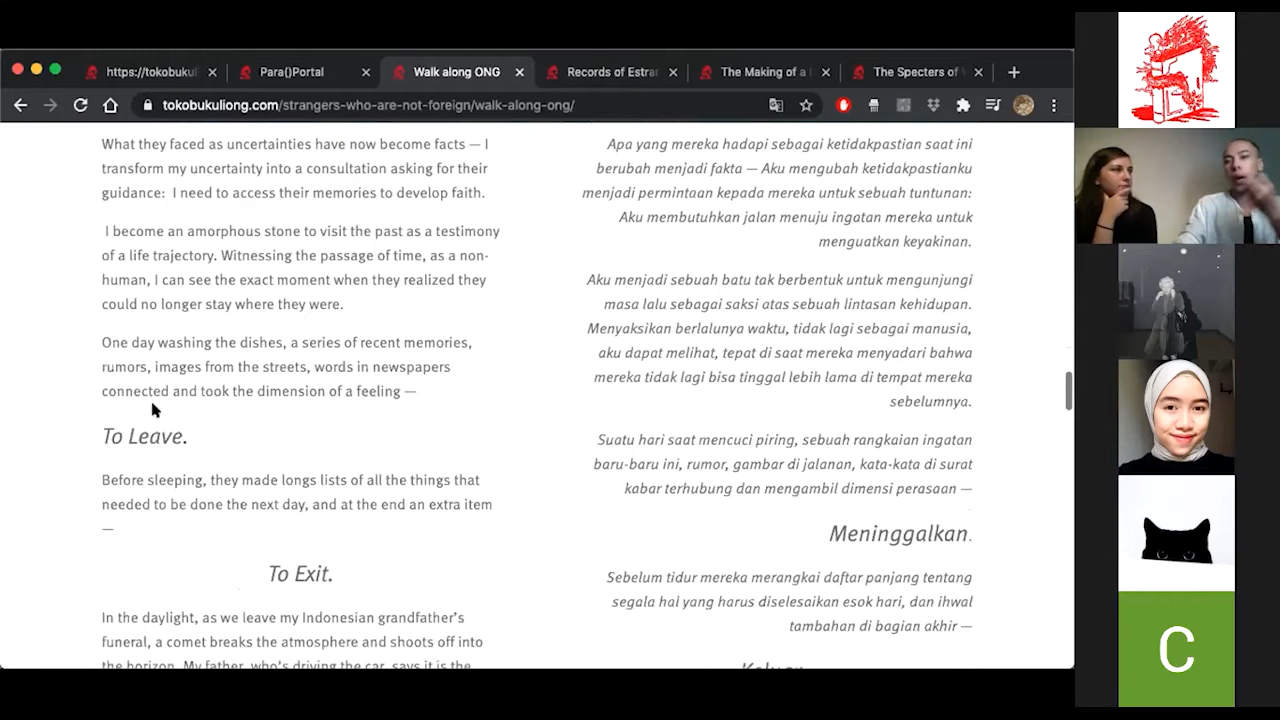 https://tokobukul
Para()Portal
Walk along ONG
Records of Estran
The Making of a
The Specters of
tokobukuliong.com/strangers-who-are-not-foreign/walk-along-ong/
What they faced as uncertainties have now become facts — I
transform my uncertainty into a consultation asking for their
guidance: I need to access their memories to develop faith.
I become an amorphous stone to visit the past as a testimony
of a life trajectory. Witnessing the passage of time, as a non-
human, I can see the exact moment when they realized they
could no longer stay where they were.
One day washing the dishes, a series of recent memories,
rumors, images from the streets, words in newspapers
connected and took the dimension of a feeling —
To Leave.
Before sleeping, they made longs lists of all the things that
needed to be done the next day, and at the end an extra item
—
To Exit.
In the daylight, as we leave my Indonesian grandfather's
funeral, a comet breaks the atmosphere and shoots off into
the horizon. My father, who's driving the car, says it is the
Apa yang mereka hadapi sebagai ketidakpastian saat ini
berubah menjadi fakta — Aku mengubah ketidakpastianku
menjadi permintaan kepada mereka untuk sebuah tuntunan:
Aku membutuhkan jalan menuju ingatan mereka untuk
menguatkan keyakinan.
Aku menjadi sebuah batu tak berbentuk untuk mengunjungi
masa lalu sebagai saksi atas sebuah lintasan kehidupan.
Menyaksikan berlalunya waktu, tidak lagi sebagai manusia,
aku dapat melihat, tepat di saat mereka menyadari bahwa
mereka tidak lagi bisa tinggal lebih lama di tempat mereka
sebelumnya.
Suatu hari saat mencuci piring, sebuah rangkaian ingatan
baru-baru ini, rumor, gambar di jalanan, kata-kata di surat
kabar terhubung dan mengambil dimensi perasaan —
Meninggalkan.
Sebelum tidur mereka merangkai daftar panjang tentang
segala hal yang harus diselesaikan esok hari, dan ihwal
tambahan di bagian akhir —
Keluar
C